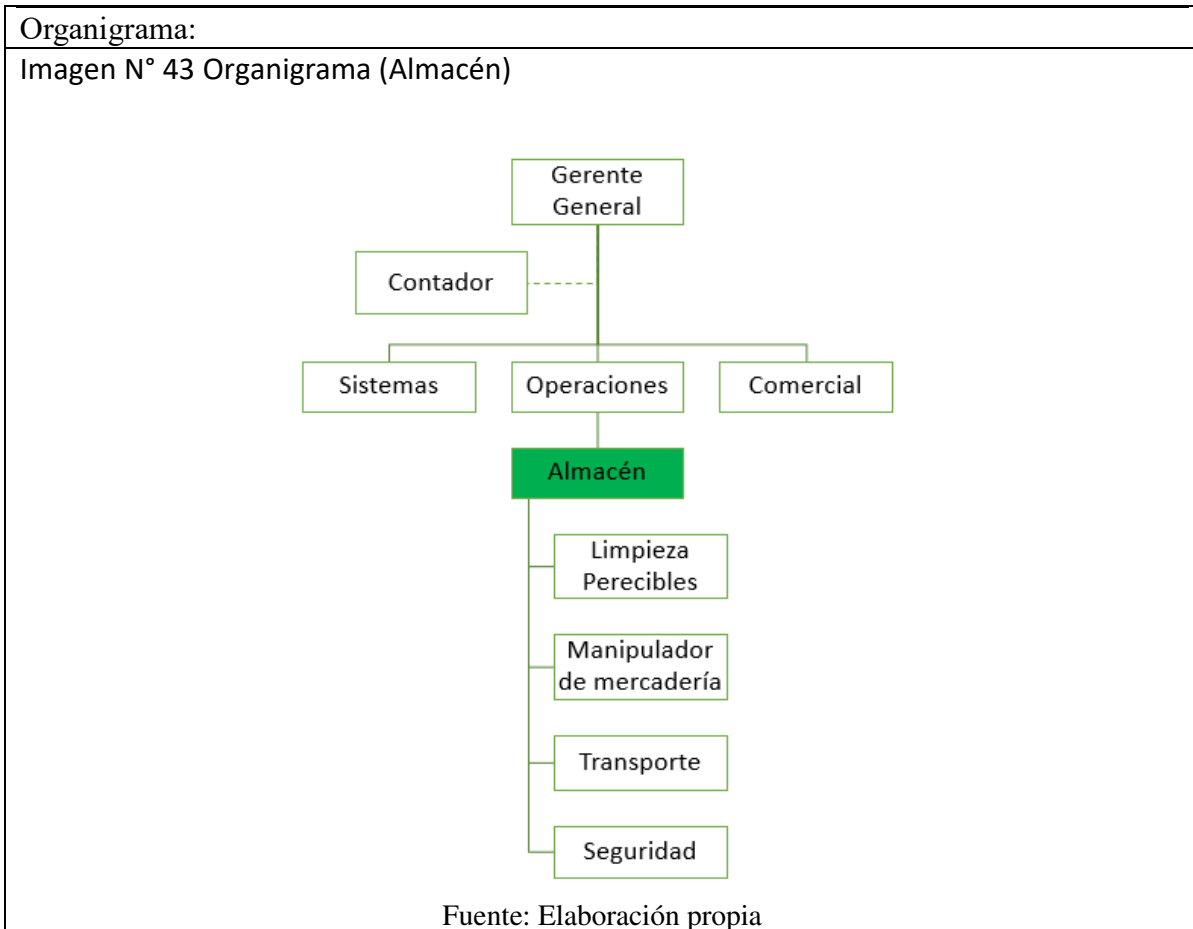 Organigrama:
Imagen N° 43 Organigrama (Almacén)
Gerente
General
Contador
Sistemas
Operaciones
Comercial
Almacén
Limpieza
Perecibles
Manipulador
de mercadería
Transporte
Seguridad
Fuente: Elaboración propia